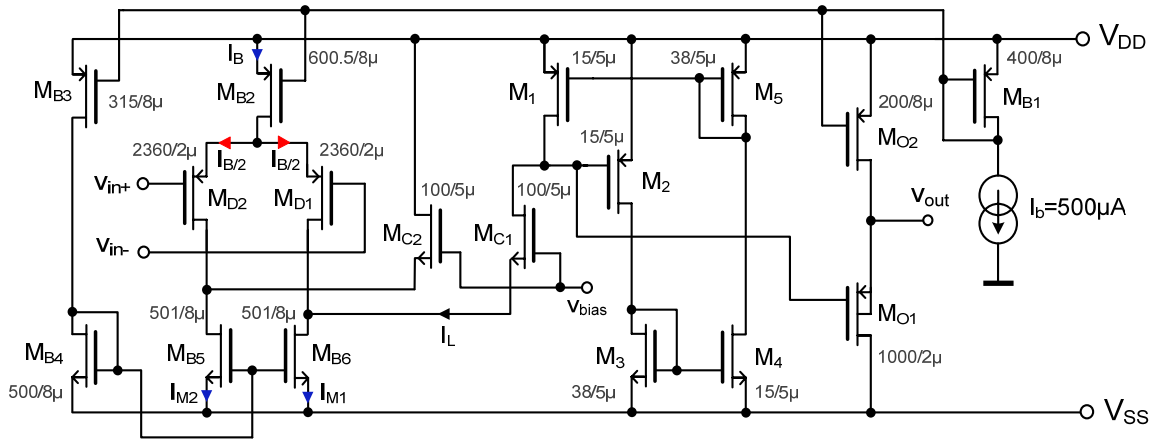 V_DD
I_B
600.5/8µ
15/5µ
38/5µ
400/8µ
M_B3
315/8µ
M_B2
M_1
M_5
M_B1
200/8µ
M_O2
2360/2µ
I_B/2
I_B/2
2360/2µ
15/5µ
v_in+
M_D2
M_D1
100/5µ
100/5µ
M_2
v_out
I_b=500µA
v_in-
M_C2
M_C1
v_bias
501/8µ
501/8µ
I_L
M_O1
M_B4
M_B5
M_B6
M_3
M_4
1000/2µ
500/8µ
I_M2
I_M1
38/5µ
15/5µ
V_SS